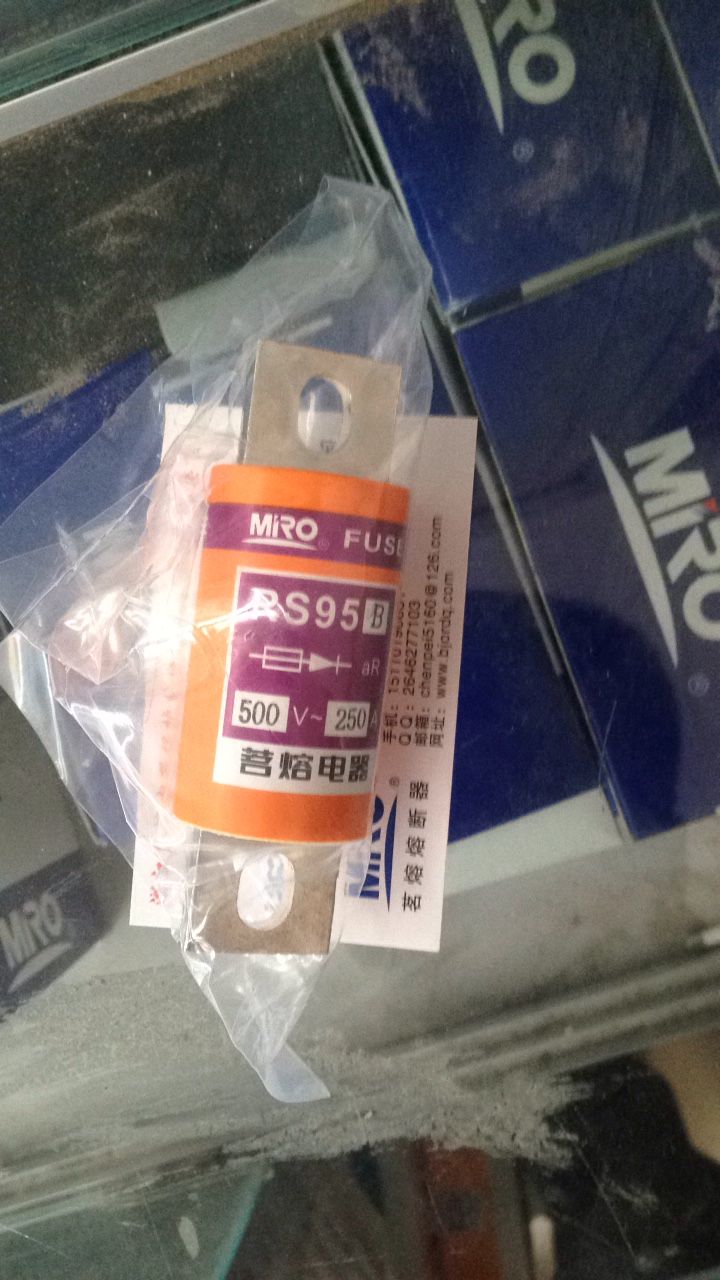 MIRO
®
MIRO
MIRO ® FUSE
RS95B
aR
500 V~ 250 A
茗熔电器
QQ: 2646277103
邮箱: chenpei5160@126.com
网址: www.bjardq.com
MIRO ®
茗熔熔断器
MIRO